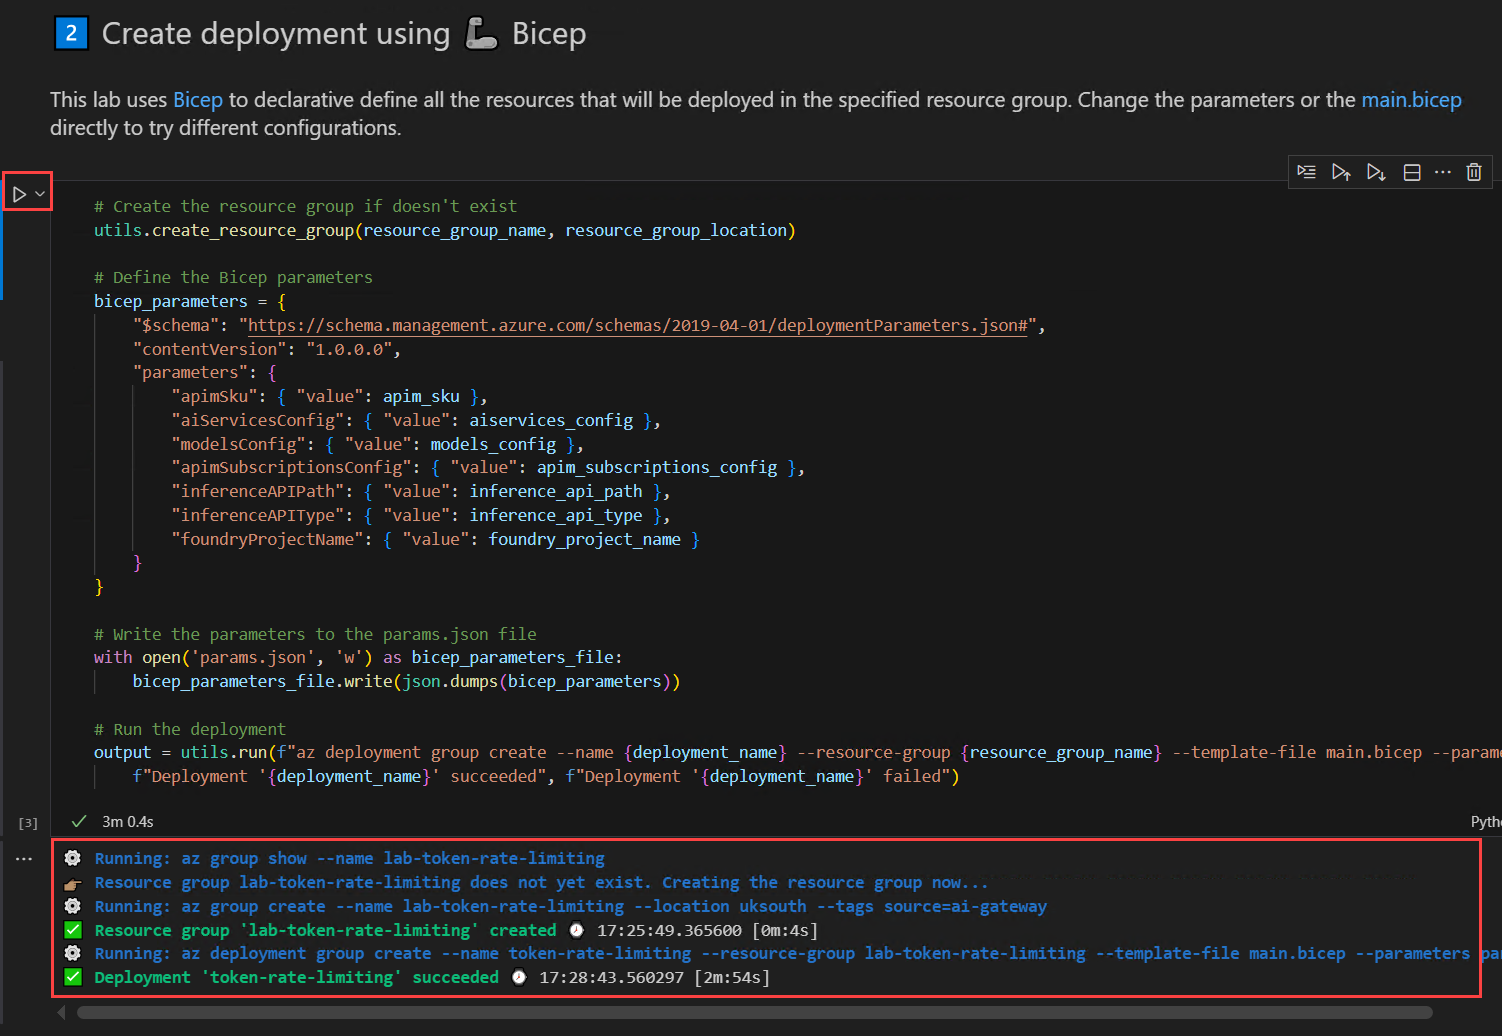 2 Create deployment using Bicep
This lab uses Bicep to declarative define all the resources that will be deployed in the specified resource group. Change the parameters or the main.bicep
directly to try different configurations.
# Create the resource group if doesn't exist
utils.create_resource_group(resource_group_name, resource_group_location)
# Define the Bicep parameters
bicep_parameters = {
"$schema": "https://schema.management.azure.com/schemas/2019-04-01/deploymentParameters.json#",
"contentVersion": "1.0.0.0",
"parameters": {
"apimSku": { "value": apim_sku },
"aiServicesConfig": { "value": aiservices_config },
"modelsConfig": { "value": models_config },
"apimSubscriptionsConfig": { "value": apim_subscriptions_config },
"inferenceAPIPath": { "value": inference_api_path },
"inferenceAPIType": { "value": inference_api_type },
"foundryProjectName": { "value": foundry_project_name }
}
}
# Write the parameters to the params.json file
with open('params.json', 'w') as bicep_parameters_file:
bicep_parameters_file.write(json.dumps(bicep_parameters))
# Run the deployment
output = utils.run(f"az deployment group create --name {deployment_name} --resource-group {resource_group_name} --template-file main.bicep --parame
f"Deployment '{deployment_name}' succeeded", f"Deployment '{deployment_name}' failed")
[3] 3m 0.4s
Pytho
Running: az group show --name lab-token-rate-limiting
Resource group lab-token-rate-limiting does not yet exist. Creating the resource group now...
Running: az group create --name lab-token-rate-limiting --location uksouth --tags source=ai-gateway
Resource group 'lab-token-rate-limiting' created 17:25:49.365600 [0m:4s]
Running: az deployment group create --name token-rate-limiting --resource-group lab-token-rate-limiting --template-file main.bicep --parameters par
Deployment 'token-rate-limiting' succeeded 17:28:43.560297 [2m:54s]